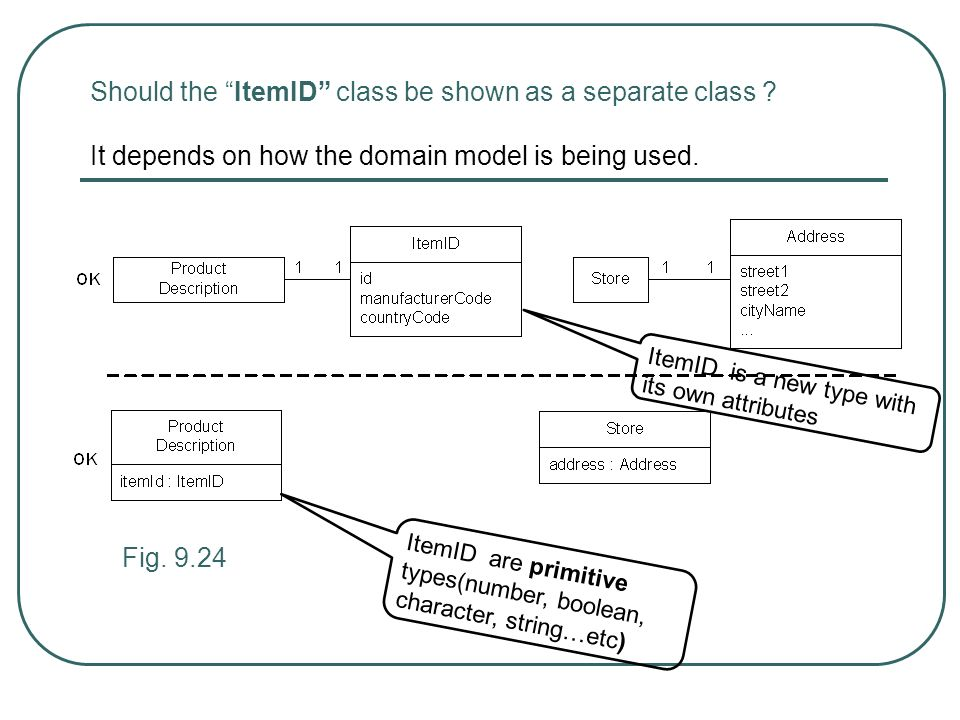 Should the “ItemID” class be shown as a separate class ?
It depends on how the domain model is being used.
OK
Product
Description
1 1
ItemID
id
manufacturerCode
countryCode
Store
1 1
Address
street1
street2
cityName
...
ItemID is a new type with
its own attributes
OK
Product
Description
itemId : ItemID
Store
address : Address
Fig. 9.24
ItemID are primitive
types(number, boolean,
character, string…etc)